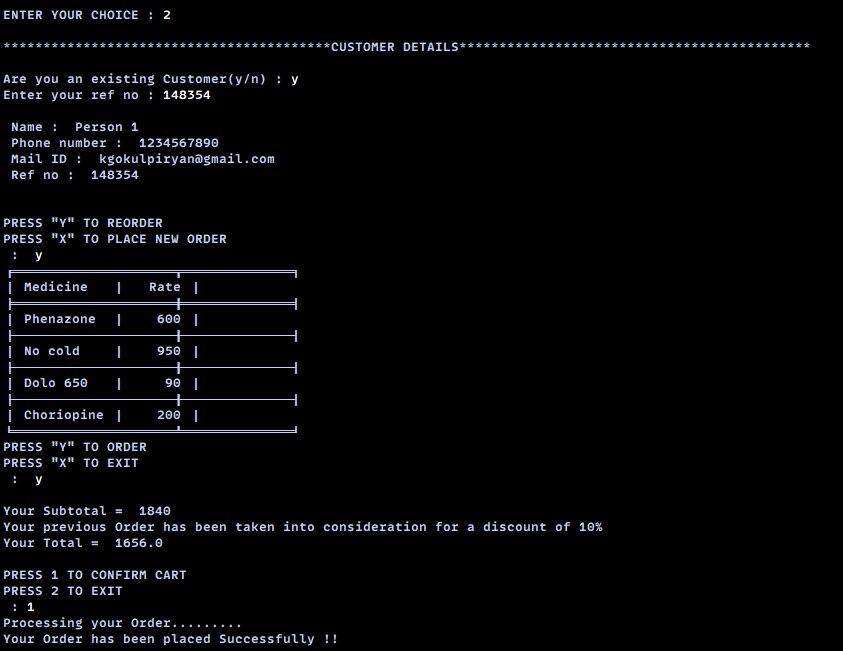 ENTER YOUR CHOICE : 2
*****************************************CUSTOMER DETAILS********************************************
Are you an existing Customer(y/n) : y
Enter your ref no : 148354
Name :  Person 1
Phone number :  1234567890
Mail ID :  kgokulpiryan@gmail.com
Ref no :  148354
PRESS "Y" TO REORDER
PRESS "X" TO PLACE NEW ORDER
:  y
| Medicine   |   Rate |
| Phenazone  |    600 |
| No cold    |    950 |
| Dolo 650   |     90 |
| Choriopine |    200 |
PRESS "Y" TO ORDER
PRESS "X" TO EXIT
:  y
Your Subtotal =  1840
Your previous Order has been taken into consideration for a discount of 10%
Your Total =  1656.0
PRESS 1 TO CONFIRM CART
PRESS 2 TO EXIT
: 1
Processing your Order.........
Your Order has been placed Successfully !!